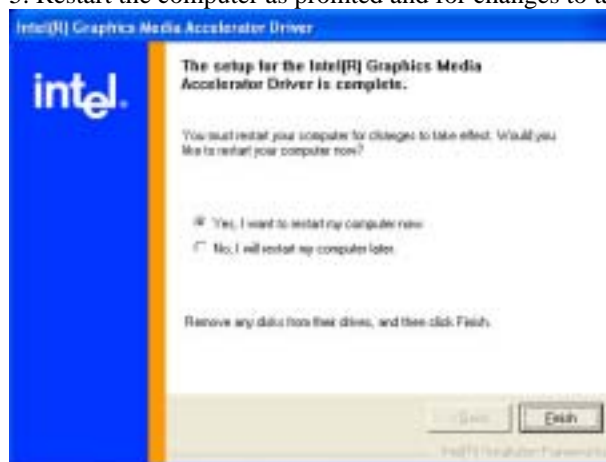 5. Restart the computer as promted and for changes to
Intel(R) Graphics Media Accelerator Driver
intel.
The setup for the Intel(R) Graphics Media
Accelerator Driver is complete.
You must restart your computer for changes to take effect. Would you
like to restart your computer now?
Yes, I want to restart my computer now.
No, I will restart my computer later.
Remove any disks from their drives, and then click Finish.
< Back
Finish